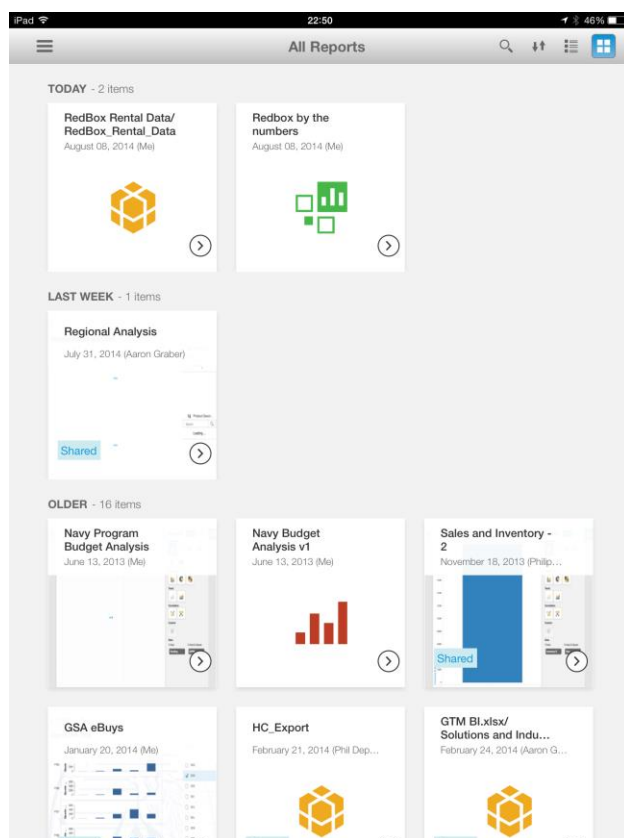 iPad
22:50
46%
All Reports
TODAY - 2 items
RedBox Rental Data/
RedBox_Rental_Data
August 08, 2014 (Me)
Redbox by the
numbers
August 08, 2014 (Me)
LAST WEEK - 1 items
Regional Analysis
July 31, 2014 (Aaron Graber)
Loading...
Shared
OLDER - 16 items
Navy Program
Budget Analysis
June 13, 2013 (Me)
Navy Budget
Analysis v1
June 13, 2013 (Me)
Sales and Inventory -
2
November 18, 2013 (Philip...
Shared
GSA eBuys
January 20, 2014 (Me)
HC_Export
February 21, 2014 (Phil Dep...
GTM BI.xlsx/
Solutions and Indu...
February 24, 2014 (Aaron G...